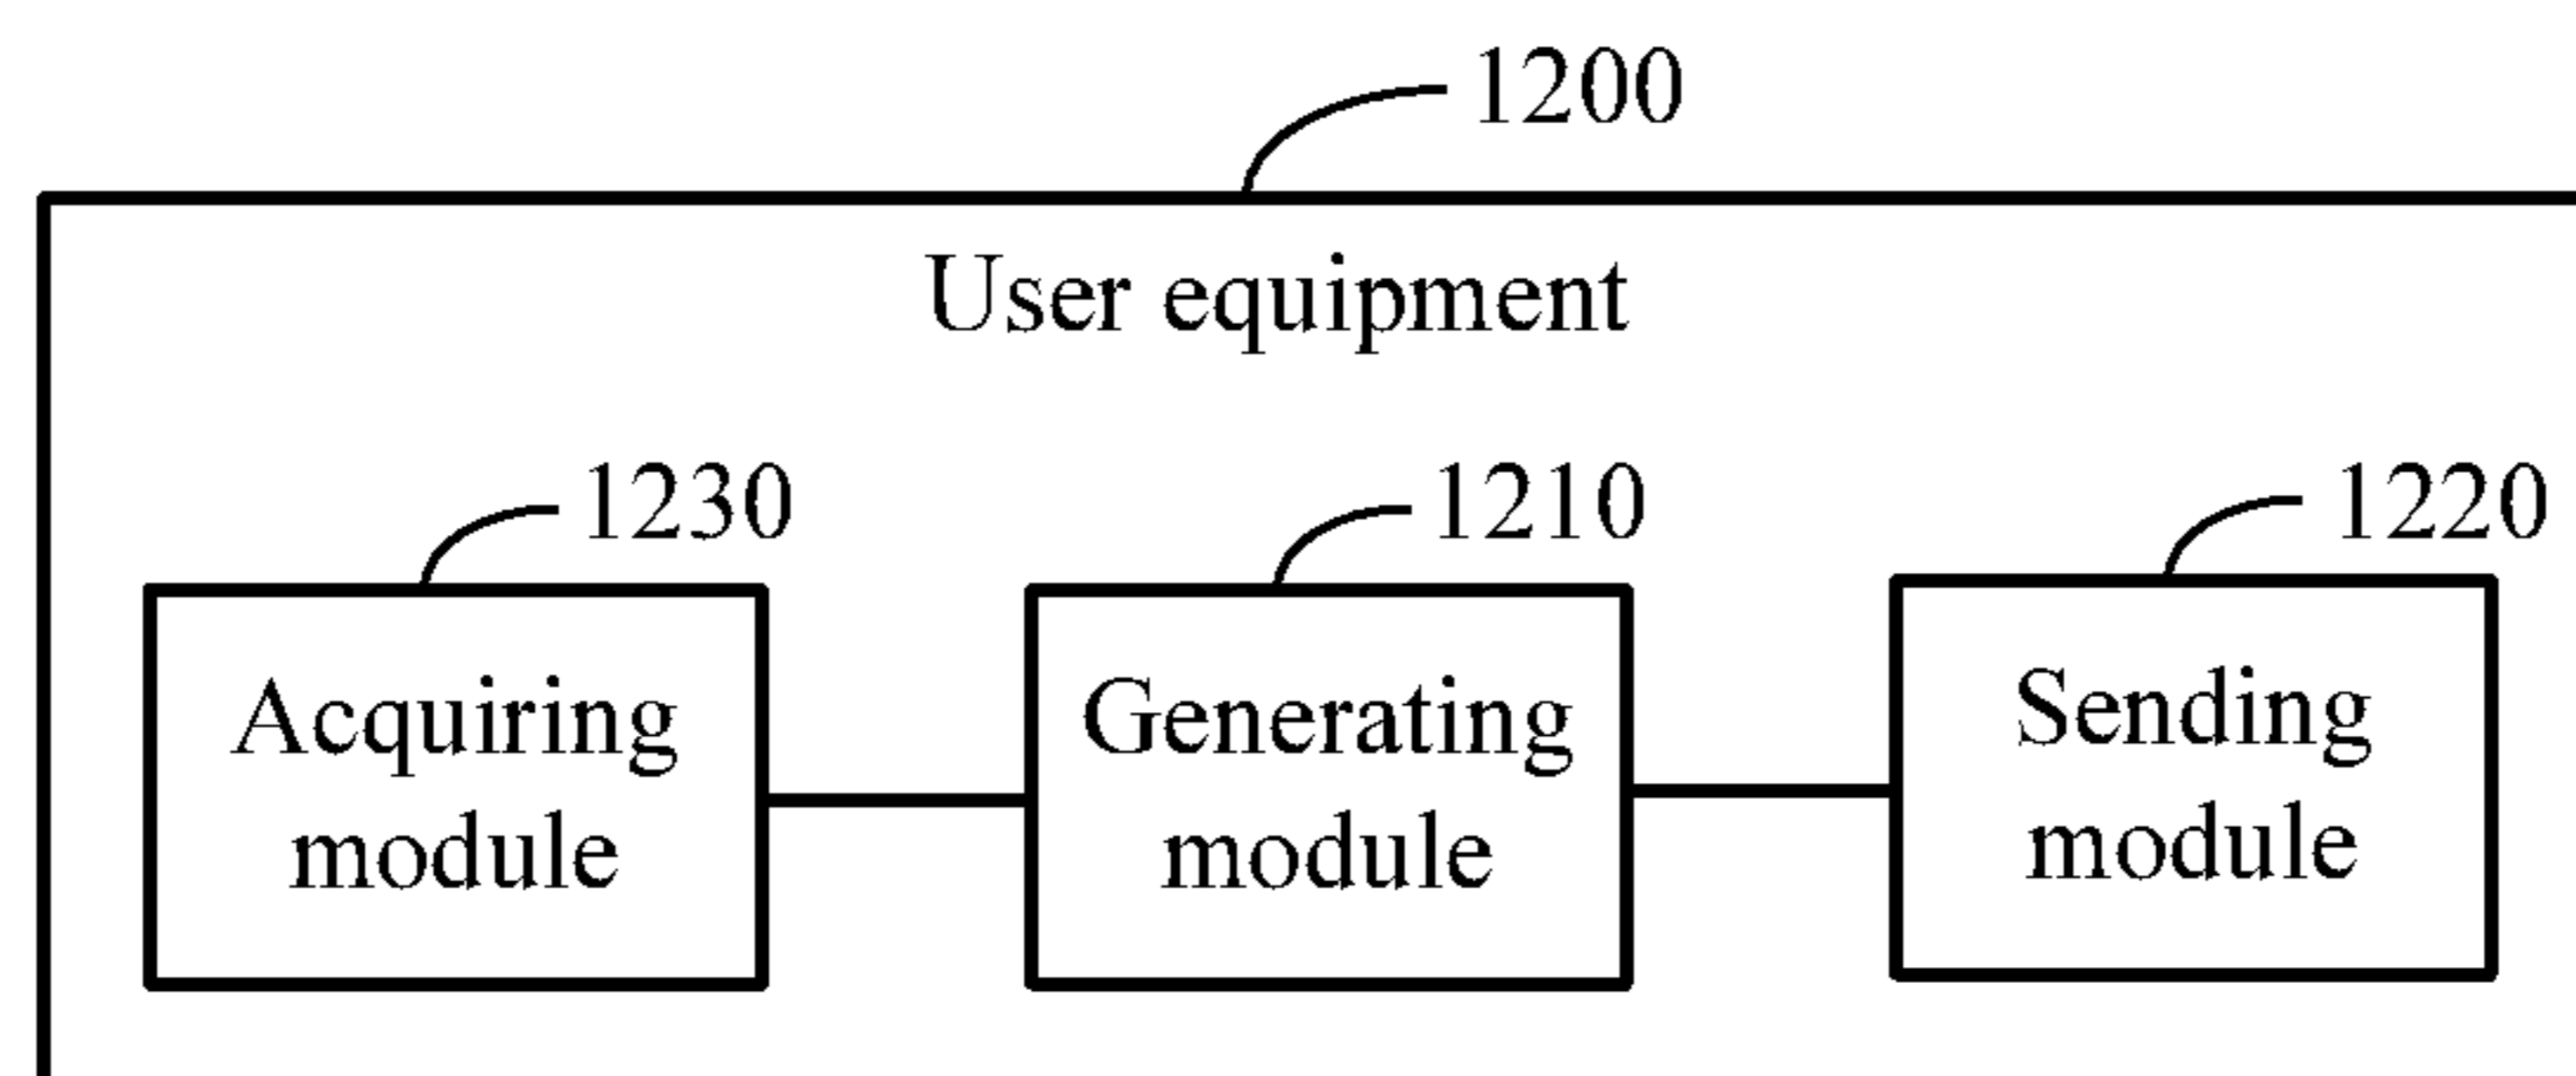 1200
User equipment
1230
1210
1220
Acquiring
module
Generating
module
Sending
module